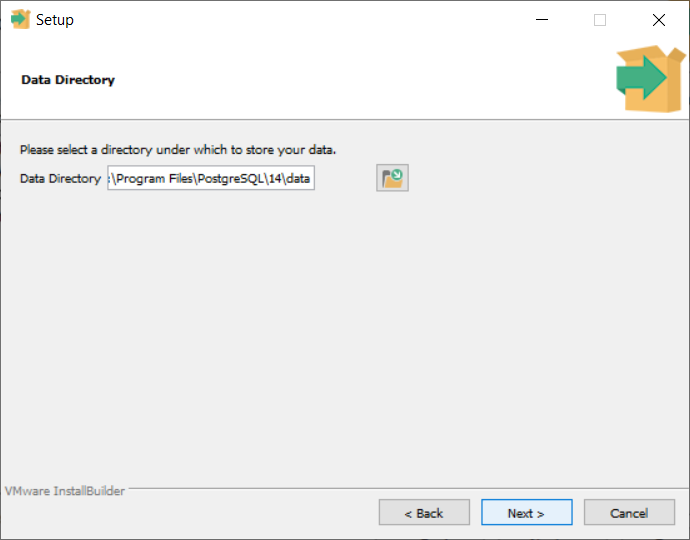 Setup
Data Directory
Please select a directory under which to store your data.
Data Directory :\Program Files\PostgreSQL\14\data
VMware InstallBuilder
< Back Next > Cancel